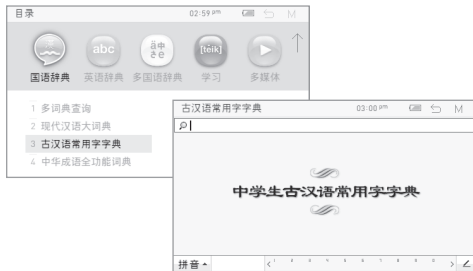 目录 02:59 pm M
abc
[teik]
国语辞典 英语辞典 多国语辞典 学习 多媒体
1 多词典查询
2 现代汉语大词典
3 古汉语常用字字典
4 中华成语全功能词典
古汉语常用字字典 03:00 pm M
中学生古汉语常用字字典
拼音